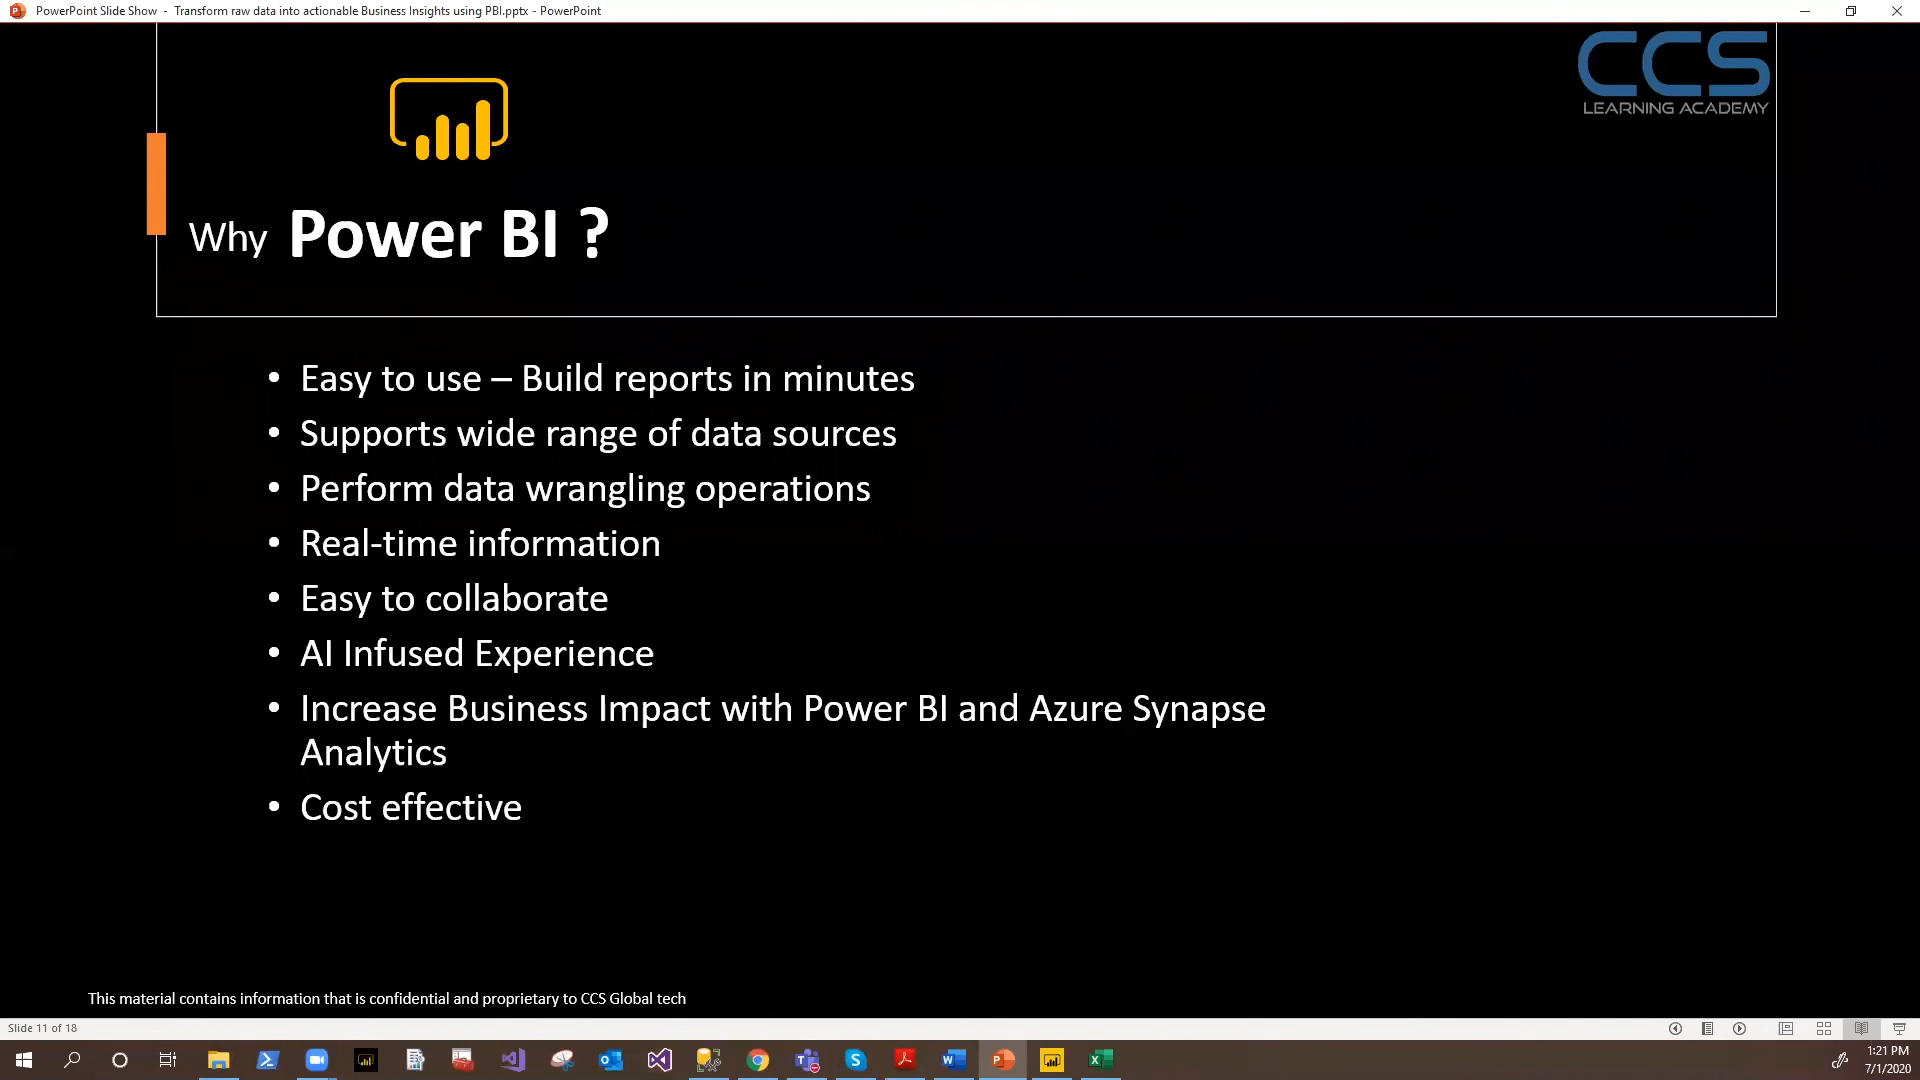 PowerPoint Slide Show - Transform raw data into actionable Business Insights using PBI.pptx - PowerPoint
CCS
LEARNING ACADEMY
Why Power BI ?
• Easy to use – Build reports in minutes
• Supports wide range of data sources
• Perform data wrangling operations
• Real-time information
• Easy to collaborate
• AI Infused Experience
• Increase Business Impact with Power BI and Azure Synapse
Analytics
• Cost effective
This material contains information that is confidential and proprietary to CCS Global tech
Slide 11 of 18
1:21 PM
7/1/2020